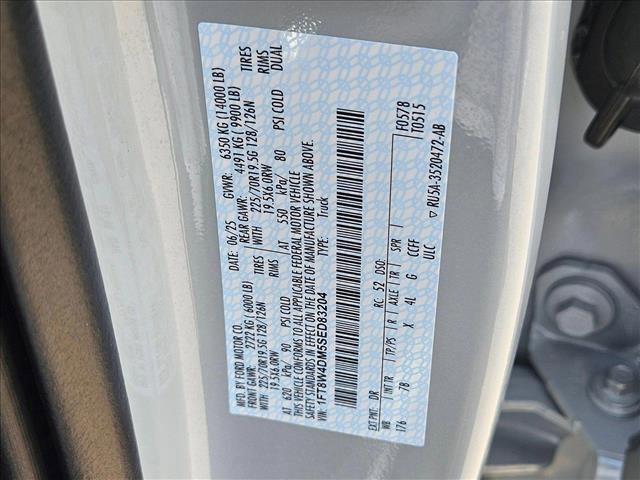 MFD. BY FORD MOTOR CO.
DATE: 06/25 GVWR: 6350 KG (14000 LB)
FRONT GAWR: 2722 KG (6000 LB) REAR GAWR: 4491 KG (9900 LB)
225/70R19.5G 128/126N TIRES WITH 225/70R19.5G 128/126N TIRES
19.5X6.0RW RIMS 19.5X6.0RW RIMS
AT 620 kPa/ 90 PSI COLD AT 550 kPa/ 80 PSI COLD DUAL
THIS VEHICLE CONFORMS TO ALL APPLICABLE FEDERAL MOTOR VEHICLE
SAFETY STANDARDS IN EFFECT ON THE DATE OF MANUFACTURE SHOWN ABOVE.
VIN: 1FT8W4DM5SED83204 TYPE: Truck
F0578
T0515
EXT PNT: DR RC: 52 DSO:
WB INT TR TP/PS R AXLE TR SPR
176 78 X 4L G CCFF
ULC
RU5A-3520472-AB